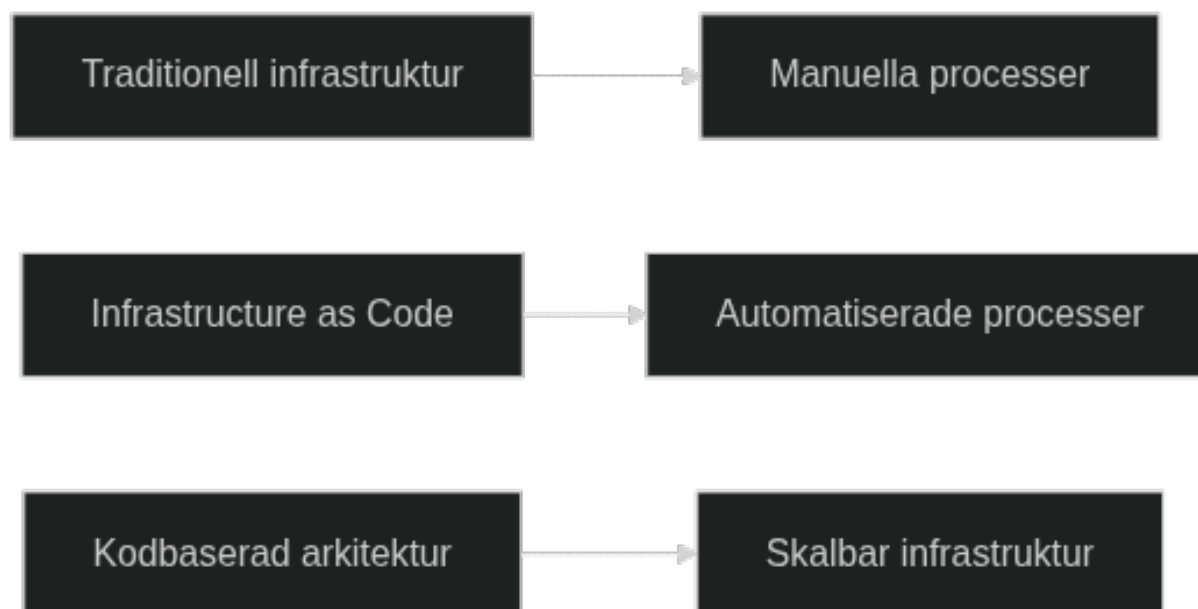 Traditionell infrastruktur
Manuella processer
Infrastructure as Code
Automatiserade processer
Kodbaserad arkitektur
Skalbar infrastruktur